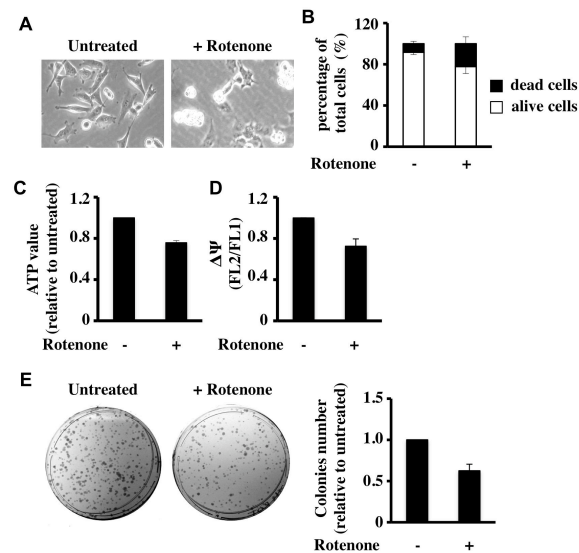 A
Untreated
+ Rotenone
B
percentage of
total cells (%)
120
80
40
0
dead cells
alive cells
Rotenone
-
+
C
ATP value
(relative to untreated)
1.2
0.8
0.4
0
Rotenone
-
+
D
ΔΨ
(FL2/FL1)
1.2
0.8
0.4
0
Rotenone
-
+
E
Untreated
+ Rotenone
Colonies number
(relative to untreated)
1.5
1.0
0.5
0
Rotenone
-
+